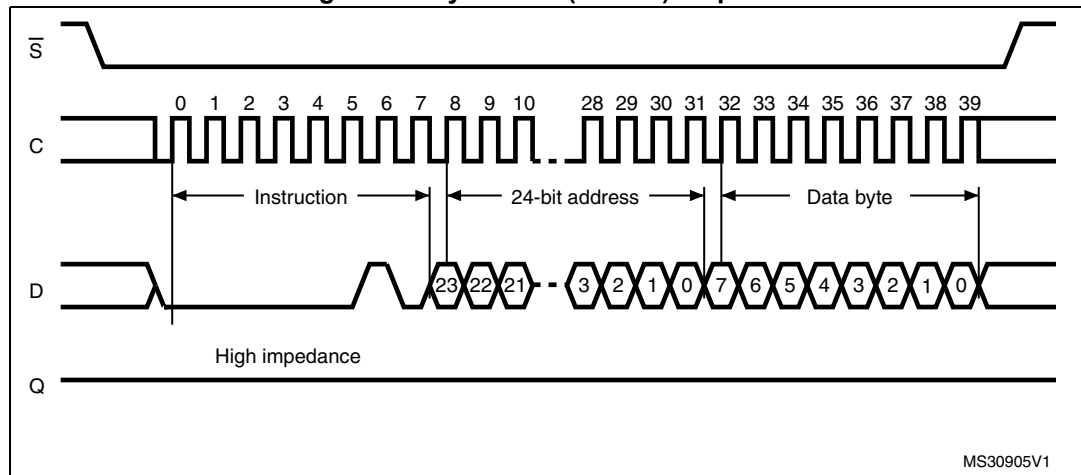 S
0 1 2 3 4 5 6 7 8 9 10 28 29 30 31 32 33 34 35 36 37 38 39
C
Instruction 24-bit address Data byte
D 23 22 21 3 2 1 0 7 6 5 4 3 2 1 0
High impedance
Q
MS30905V1